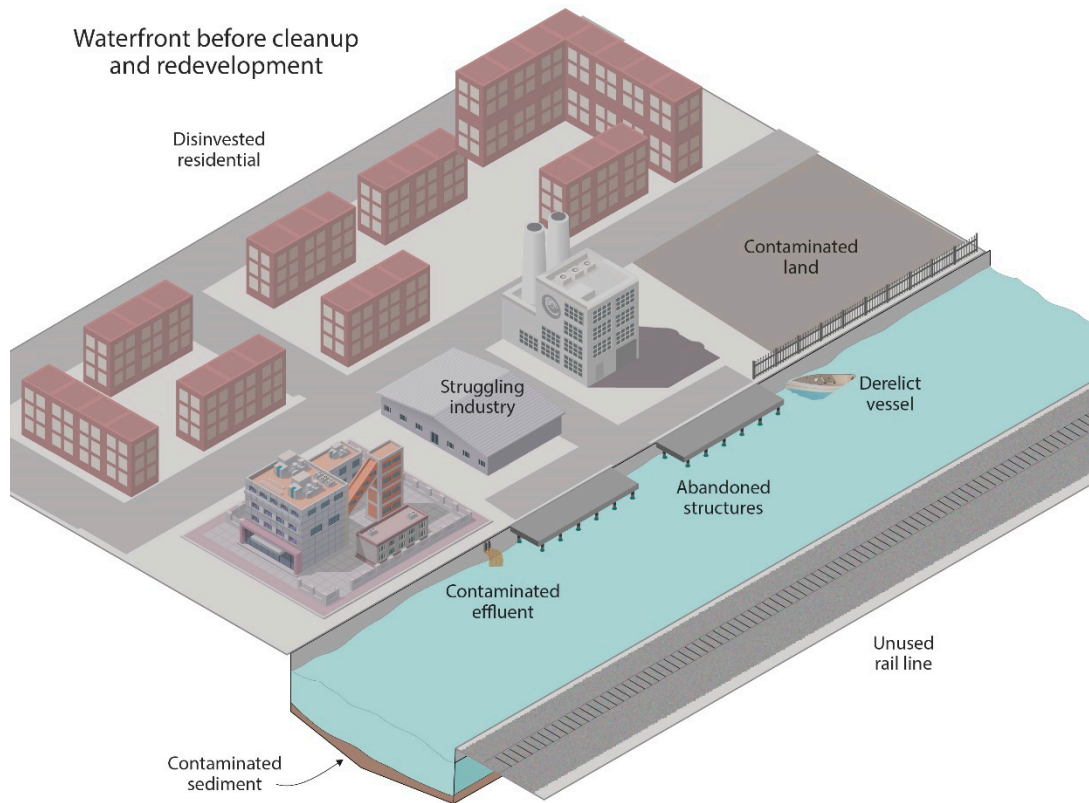 Waterfront before cleanup
and redevelopment
Disinvested
residential
Contaminated
land
Struggling
industry
Derelict
vessel
Abandoned
structures
Contaminated
effluent
Unused
rail line
Contaminated
sediment